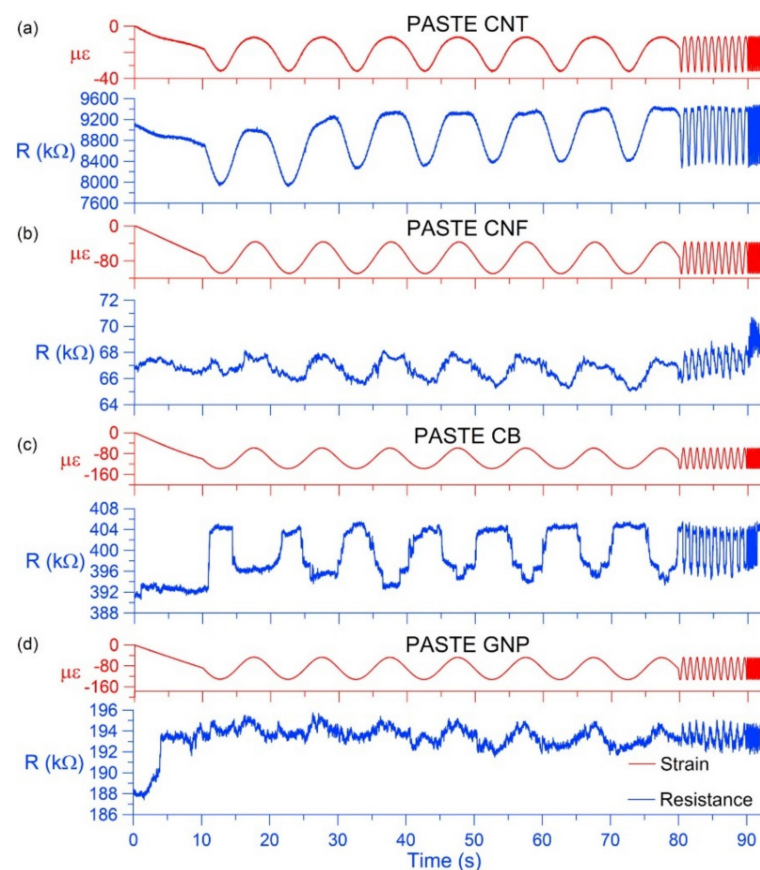 (a) PASTE CNT
0
με
-40
9600
9200
8800
R (kΩ)
8400
8000
7600
(b) PASTE CNF
0
με -80
72
70
R (kΩ) 68
66
64
(c) PASTE CB
0
με -80
-160
408
404
R (kΩ) 400
396
392
388
(d) PASTE GNP
0
με -80
-160
196
194
R (kΩ) 192
190
188
186
Strain
Resistance
0 10 20 30 40 50 60 70 80 90
Time (s)